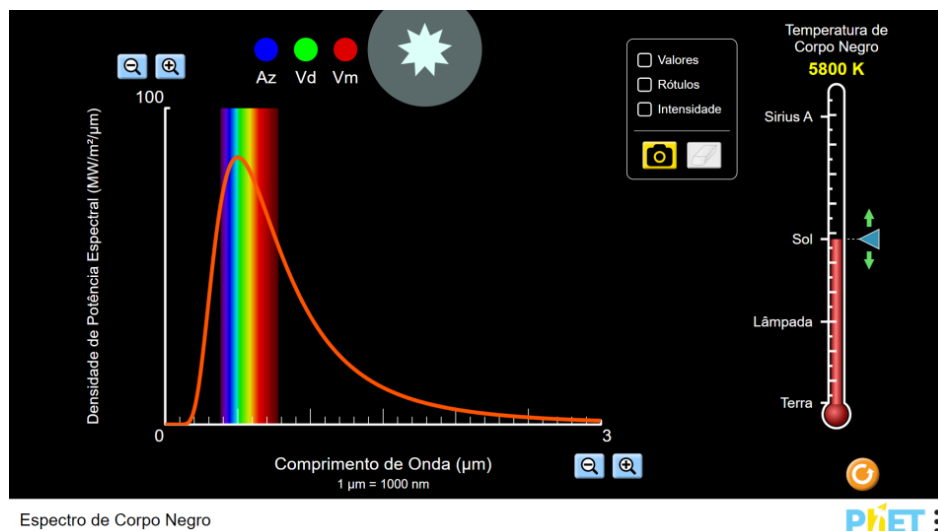 Temperatura de
Corpo Negro
5800 K
Az Vd Vm
Valores
Rótulos
Intensidade
Sirius A
Sol
Lâmpada
Terra
100
Densidade de Potência Espectral (MW/m²/μm)
0
3
Comprimento de Onda (μm)
1 μm = 1000 nm
Espectro de Corpo Negro
PhET